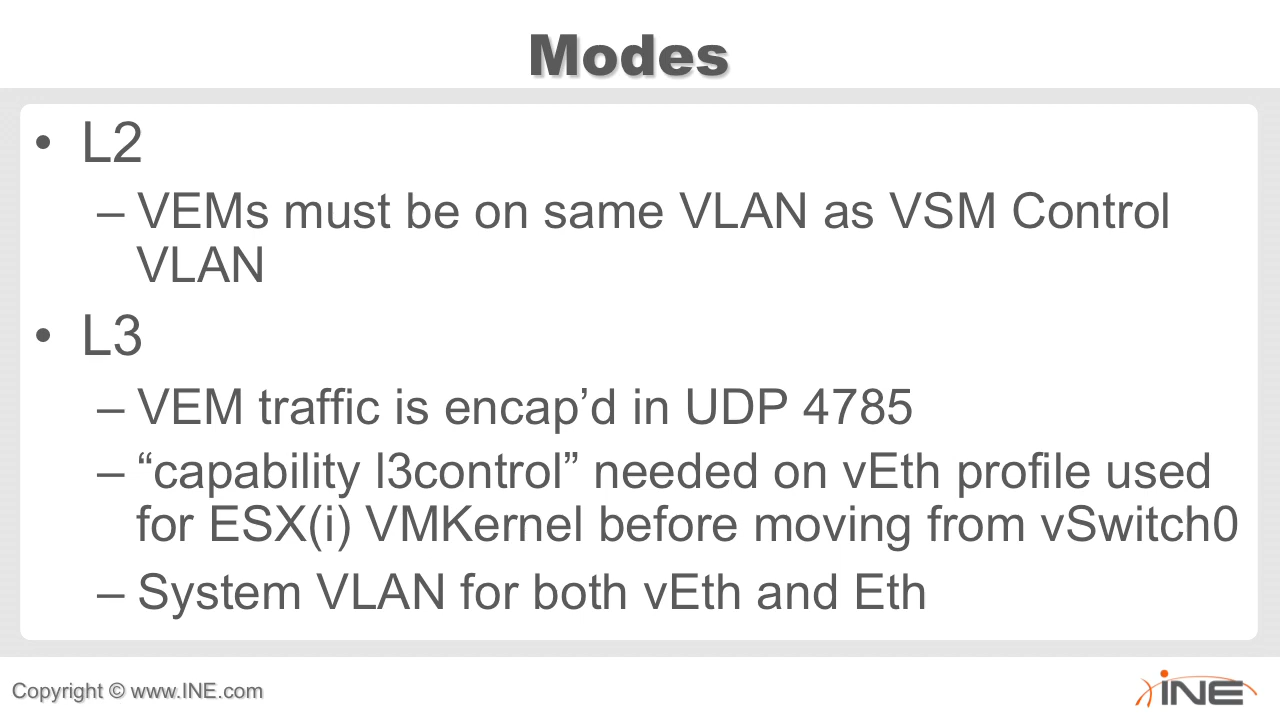 Modes
• L2
– VEMs must be on same VLAN as VSM Control
VLAN
• L3
– VEM traffic is encap’d in UDP 4785
– “capability l3control” needed on vEth profile used
for ESX(i) VMKernel before moving from vSwitch0
– System VLAN for both vEth and Eth
Copyright © www.INE.com
INE